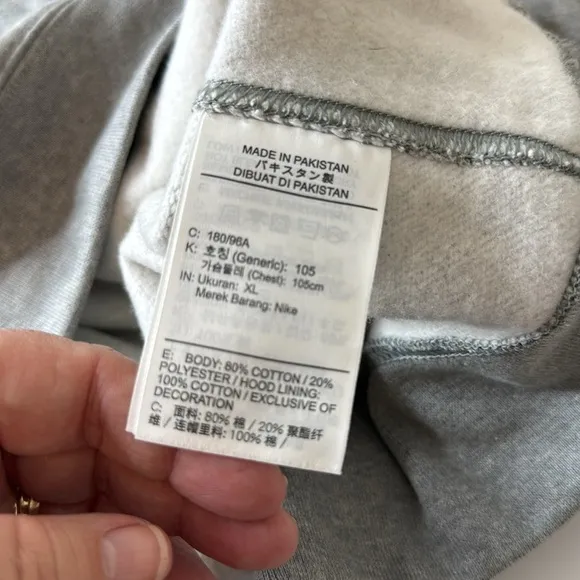 MADE IN PAKISTAN
パキスタン製
DIBUAT DI PAKISTAN
C: 180/96A
K: 호칭 (Generic): 105
가슴둘레 (Chest): 105cm
IN: Ukuran: XL
Merek Barang: Nike
E: BODY: 80% COTTON / 20%
POLYESTER / HOOD LINING:
100% COTTON / EXCLUSIVE OF
DECORATION
C: 面料: 80% 棉 / 20% 聚酯纤
维 / 连帽里料: 100% 棉 /